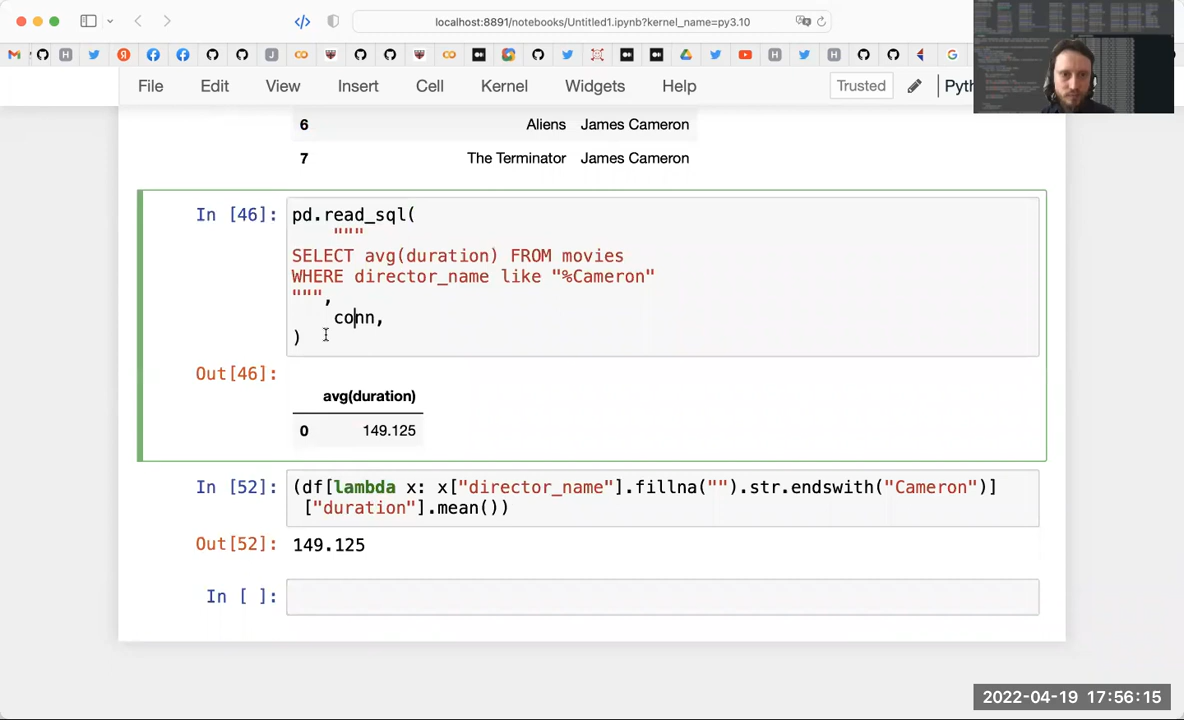 localhost:8891/notebooks/Untitled1.ipynb?kernel_name=py3.10
File Edit View Insert Cell Kernel Widgets Help Trusted Pyth
6 Aliens James Cameron
7 The Terminator James Cameron
In [46]: pd.read_sql(
"""
SELECT avg(duration) FROM movies
WHERE director_name like "%Cameron"
""",
conn,
)
Out[46]:
avg(duration)
0 149.125
In [52]: (df[lambda x: x["director_name"].fillna("").str.endswith("Cameron")]
["duration"].mean())
Out[52]: 149.125
In [ ]:
2022-04-19 17:56:15